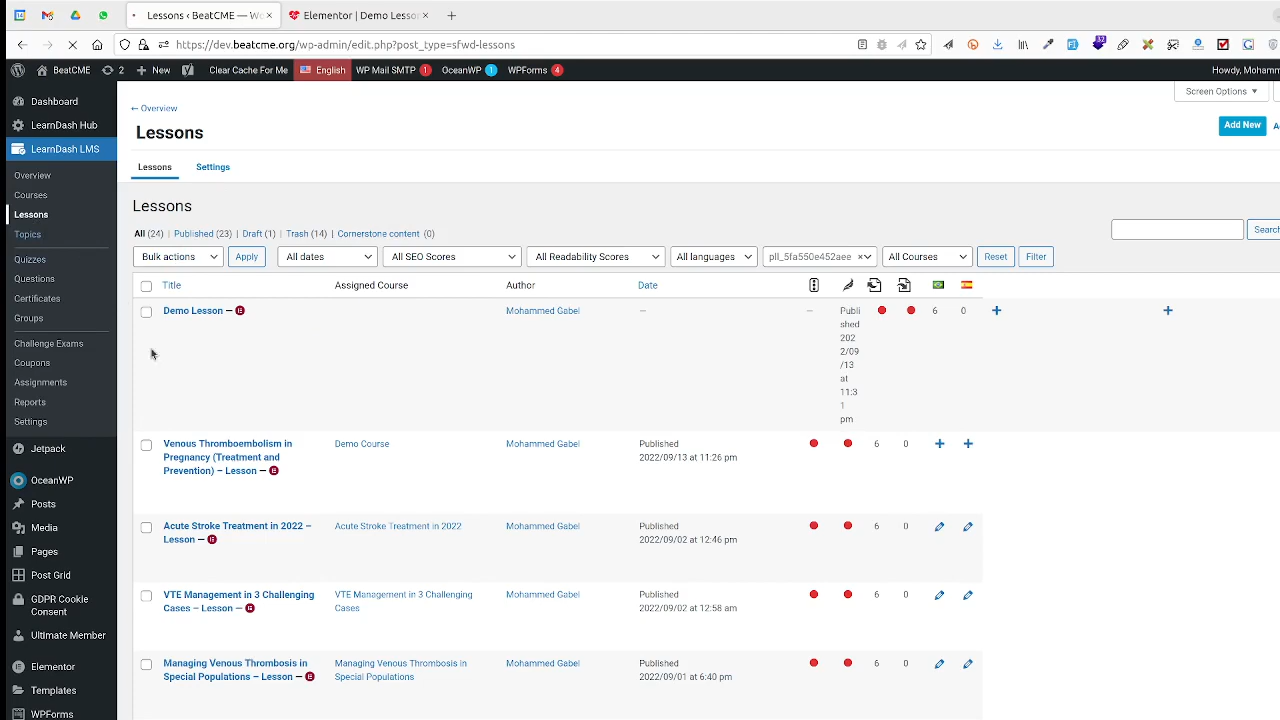 Lessons ‹ BeatCME — Wo
Elementor | Demo Lesson
https://dev.beatcme.org/wp-admin/edit.php?post_type=sfwd-lessons
BeatCME
2
New
Clear Cache For Me
English
WP Mail SMTP 1
OceanWP 1
WPForms 4
Howdy, Mohamm
Dashboard
LearnDash Hub
LearnDash LMS
Overview
Courses
Lessons
Topics
Quizzes
Questions
Certificates
Groups
Challenge Exams
Coupons
Assignments
Reports
Settings
Jetpack
OceanWP
Posts
Media
Pages
Post Grid
GDPR Cookie
Consent
Ultimate Member
Elementor
Templates
WPForms
Screen Options
← Overview
Lessons
Add New
Lessons
Settings
Lessons
All (24) | Published (23) | Draft (1) | Trash (14) | Cornerstone content (0)
Search
Bulk actions
Apply
All dates
All SEO Scores
All Readability Scores
All languages
pll_5fa550e452aee
All Courses
Reset
Filter
Title
Assigned Course
Author
Date
Demo Lesson —
Mohammed Gabel
—
—
Publi
shed
202
2/09
/13
at
11:3
1
pm
6
0
Venous Thromboembolism in
Pregnancy (Treatment and
Prevention) – Lesson —
Demo Course
Mohammed Gabel
Published
2022/09/13 at 11:26 pm
6
0
Acute Stroke Treatment in 2022 –
Lesson —
Acute Stroke Treatment in 2022
Mohammed Gabel
Published
2022/09/02 at 12:46 pm
6
0
VTE Management in 3 Challenging
Cases – Lesson —
VTE Management in 3 Challenging
Cases
Mohammed Gabel
Published
2022/09/02 at 12:58 am
6
0
Managing Venous Thrombosis in
Special Populations – Lesson —
Managing Venous Thrombosis in
Special Populations
Mohammed Gabel
Published
2022/09/01 at 6:40 pm
6
0